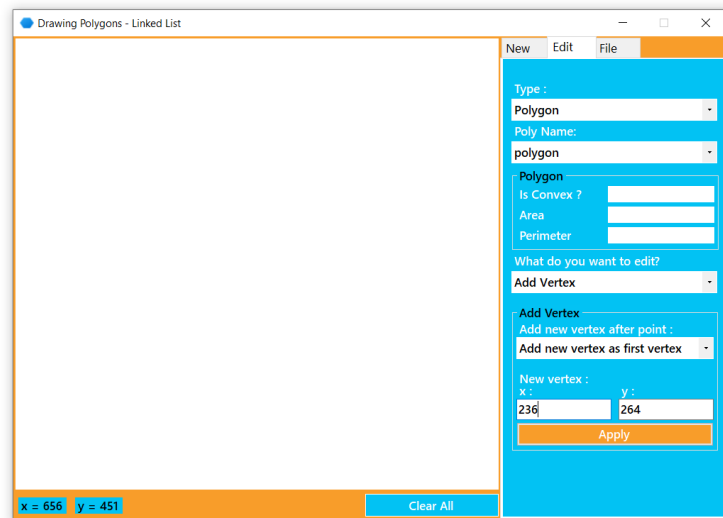 Drawing Polygons - Linked List
New Edit File
Type :
Polygon
Poly Name:
polygon
Polygon
Is Convex ?
Area
Perimeter
What do you want to edit?
Add Vertex
Add Vertex
Add new vertex after point :
Add new vertex as first vertex
New vertex :
x : y :
236 264
Apply
x = 656 y = 451 Clear All